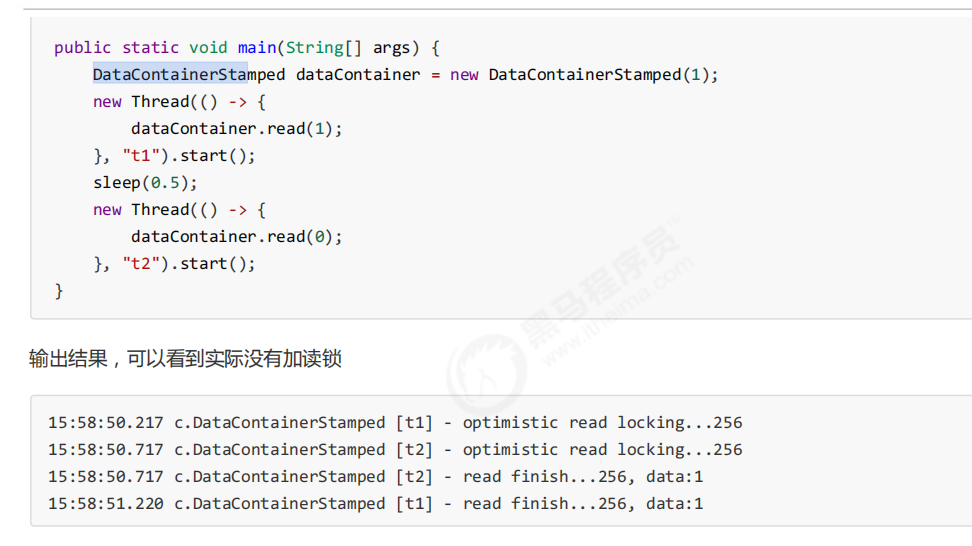 public static void main(String[] args) {
    DataContainerStamped dataContainer = new DataContainerStamped(1);
    new Thread(() -> {
        dataContainer.read(1);
    }, "t1").start();
    sleep(0.5);
    new Thread(() -> {
        dataContainer.read(0);
    }, "t2").start();
}
黑马程序员™
www.itheima.com
输出结果，可以看到实际没有加读锁
15:58:50.217 c.DataContainerStamped [t1] - optimistic read locking...256
15:58:50.717 c.DataContainerStamped [t2] - optimistic read locking...256
15:58:50.717 c.DataContainerStamped [t2] - read finish...256, data:1
15:58:51.220 c.DataContainerStamped [t1] - read finish...256, data:1